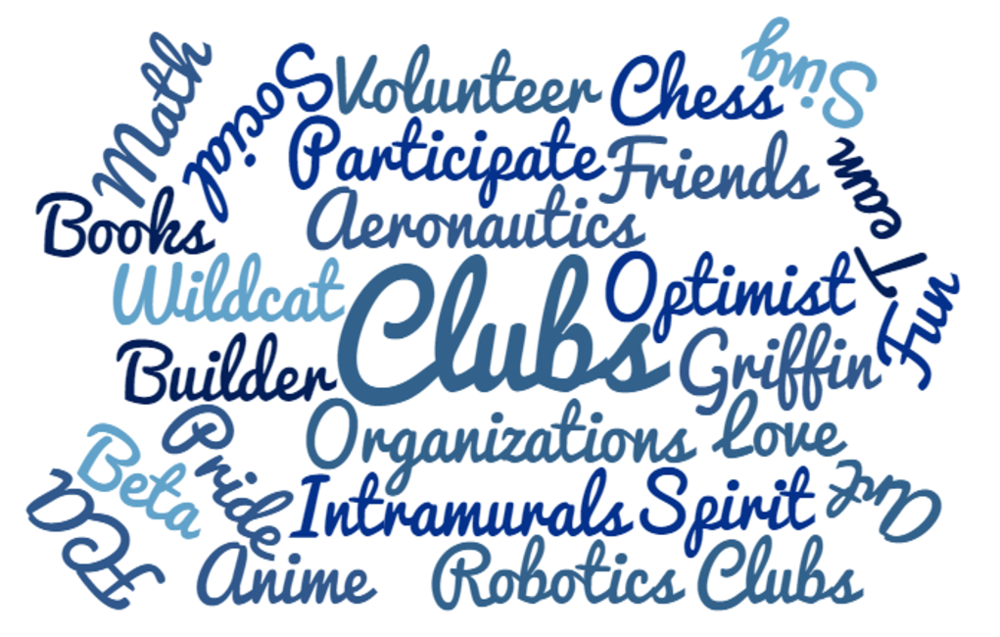 Math
Social
Volunteer
Chess
Sing
Participate
Friends
Team
Books
Aeronautics
Wildcat
Clubs
Optimist
Fun
Builder
Griffin
Pride
Organizations
Love
Beta
FCA
Intramurals
Spirit
Art
Anime
Robotics
Clubs